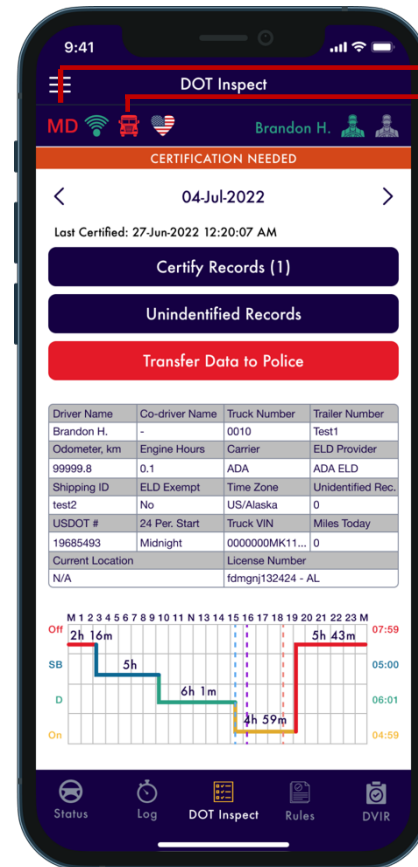 9:41
DOT Inspect
MD Brandon H.
CERTIFICATION NEEDED
04-Jul-2022
Last Certified: 27-Jun-2022 12:20:07 AM
Certify Records (1)
Unindentified Records
Transfer Data to Police
Driver Name Co-driver Name Truck Number Trailer Number
Brandon H. - 0010 Test1
Odometer, km Engine Hours Carrier ELD Provider
99999.8 0.1 ADA ADA ELD
Shipping ID ELD Exempt Time Zone Unidentified Rec.
test2 No US/Alaska 0
USDOT # 24 Per. Start Truck VIN Miles Today
19685493 Midnight 0000000MK11... 0
Current Location License Number
N/A fdmgnj132424 - AL
M 1 2 3 4 5 6 7 8 9 10 11 N 13 14 15 16 17 18 19 20 21 22 23 M
Off 2h 16m 5h 43m 07:59
SB 5h 05:00
D 6h 1m 06:01
On 4h 59m 04:59
Status Log DOT Inspect Rules DVIR